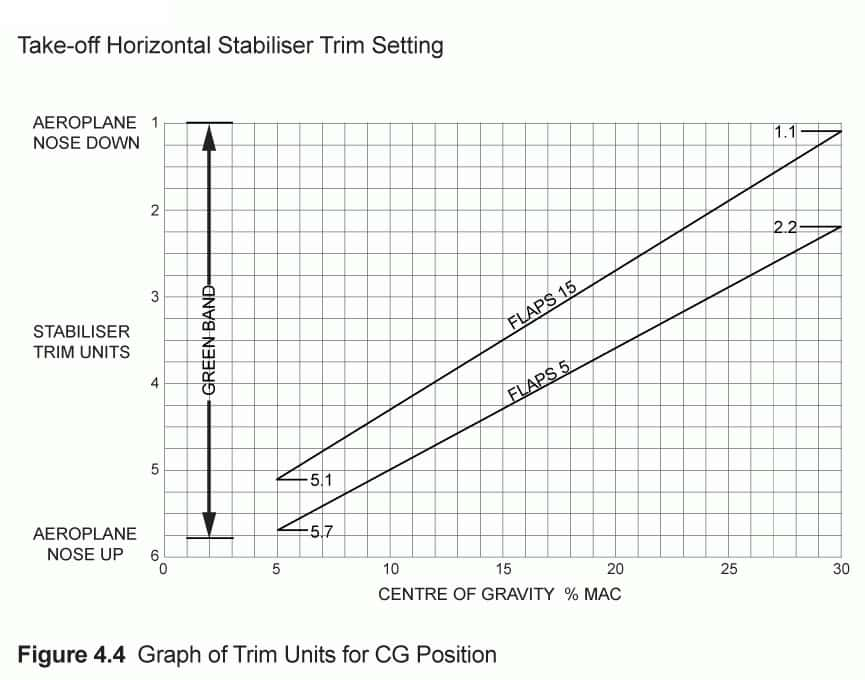 Take-off Horizontal Stabiliser Trim Setting
AEROPLANE
NOSE DOWN
1
1.1
2
2.2
GREEN BAND
3
FLAPS 15
STABILISER
TRIM UNITS
4
FLAPS 5
5
5.1
AEROPLANE
NOSE UP
5.7
6
0 5 10 15 20 25 30
CENTRE OF GRAVITY % MAC
Figure 4.4 Graph of Trim Units for CG Position